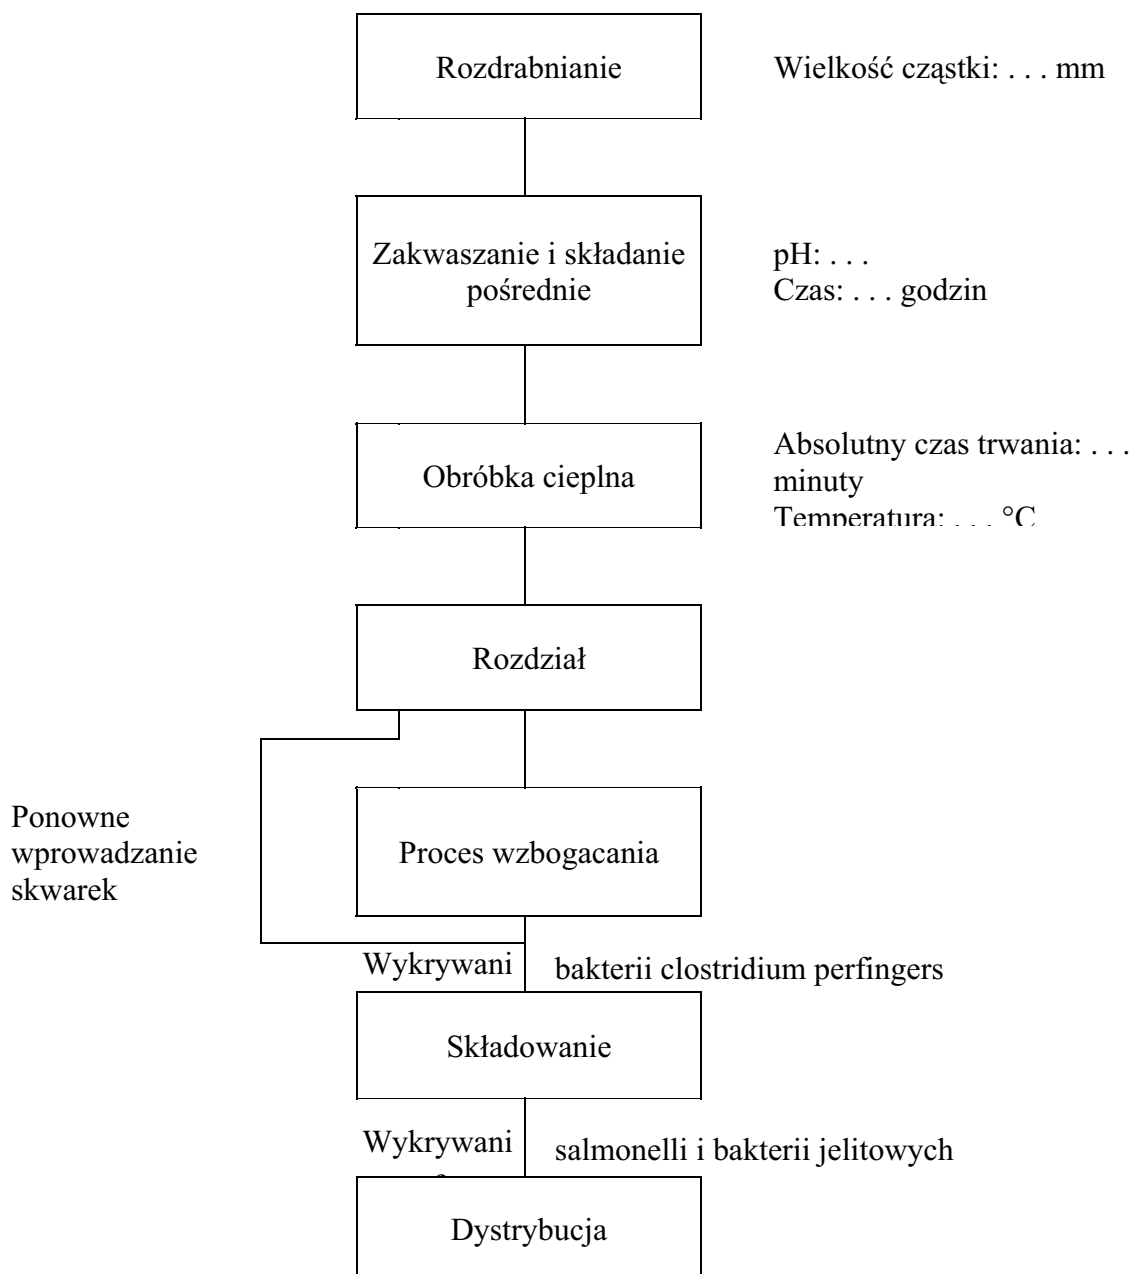 Rozdrabnianie
Wielkość cząstki: . . . mm
Zakwaszanie i składanie
pośrednie
pH: . . .
Czas: . . . godzin
Obróbka cieplna
Absolutny czas trwania: . . .
minuty
Temperatura: . . . °C
Rozdział
Ponowne
wprowadzanie
skwarek
Proces wzbogacania
Wykrywani
bakterii clostridium perfingers
Składowanie
Wykrywani
salmonelli i bakterii jelitowych
Dystrybucja